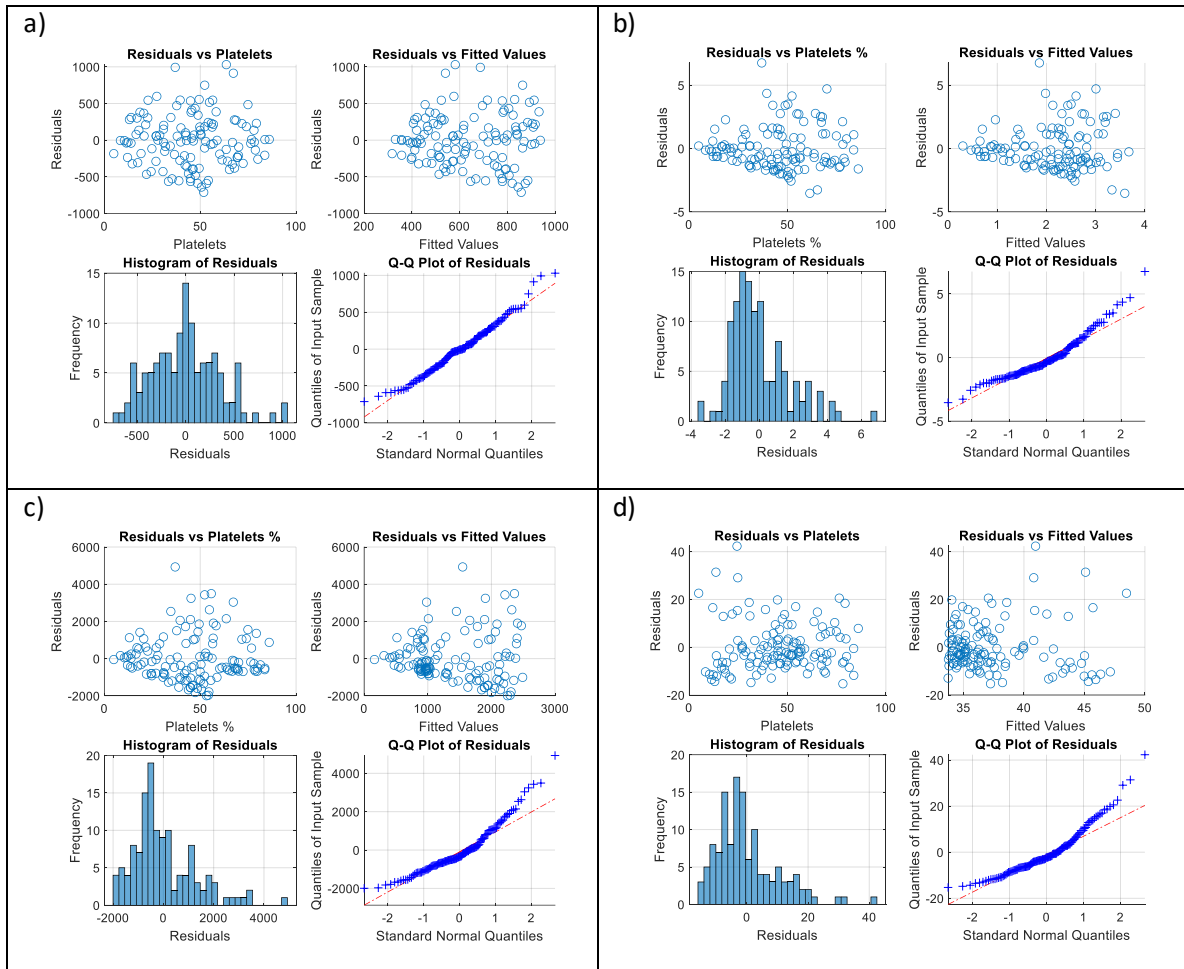 a)
Residuals vs Platelets
Residuals
1000
500
0
-500
-1000
0
50
100
Platelets
Residuals vs Fitted Values
Residuals
1000
500
0
-500
-1000
200
400
600
800
1000
Fitted Values
Histogram of Residuals
Frequency
15
10
5
0
-500
0
500
1000
Residuals
Q-Q Plot of Residuals
Quantiles of Input Sample
1000
500
0
-500
-1000
-2
-1
0
1
2
Standard Normal Quantiles
b)
Residuals vs Platelets %
Residuals
5
0
-5
0
50
100
Platelets %
Residuals vs Fitted Values
Residuals
5
0
-5
0
1
2
3
4
Fitted Values
Histogram of Residuals
Frequency
15
10
5
0
-4
-2
0
2
4
6
Residuals
Q-Q Plot of Residuals
Quantiles of Input Sample
5
0
-5
-2
-1
0
1
2
Standard Normal Quantiles
c)
Residuals vs Platelets %
Residuals
6000
4000
2000
0
-2000
0
50
100
Platelets %
Residuals vs Fitted Values
Residuals
6000
4000
2000
0
-2000
0
1000
2000
3000
Fitted Values
Histogram of Residuals
Frequency
20
15
10
5
0
-2000
0
2000
4000
Residuals
Q-Q Plot of Residuals
Quantiles of Input Sample
4000
2000
0
-2000
-2
-1
0
1
2
Standard Normal Quantiles
d)
Residuals vs Platelets
Residuals
40
20
0
-20
0
50
100
Platelets
Residuals vs Fitted Values
Residuals
40
20
0
-20
35
40
45
50
Fitted Values
Histogram of Residuals
Frequency
20
15
10
5
0
0
20
40
Residuals
Q-Q Plot of Residuals
Quantiles of Input Sample
40
20
0
-20
-2
-1
0
1
2
Standard Normal Quantiles